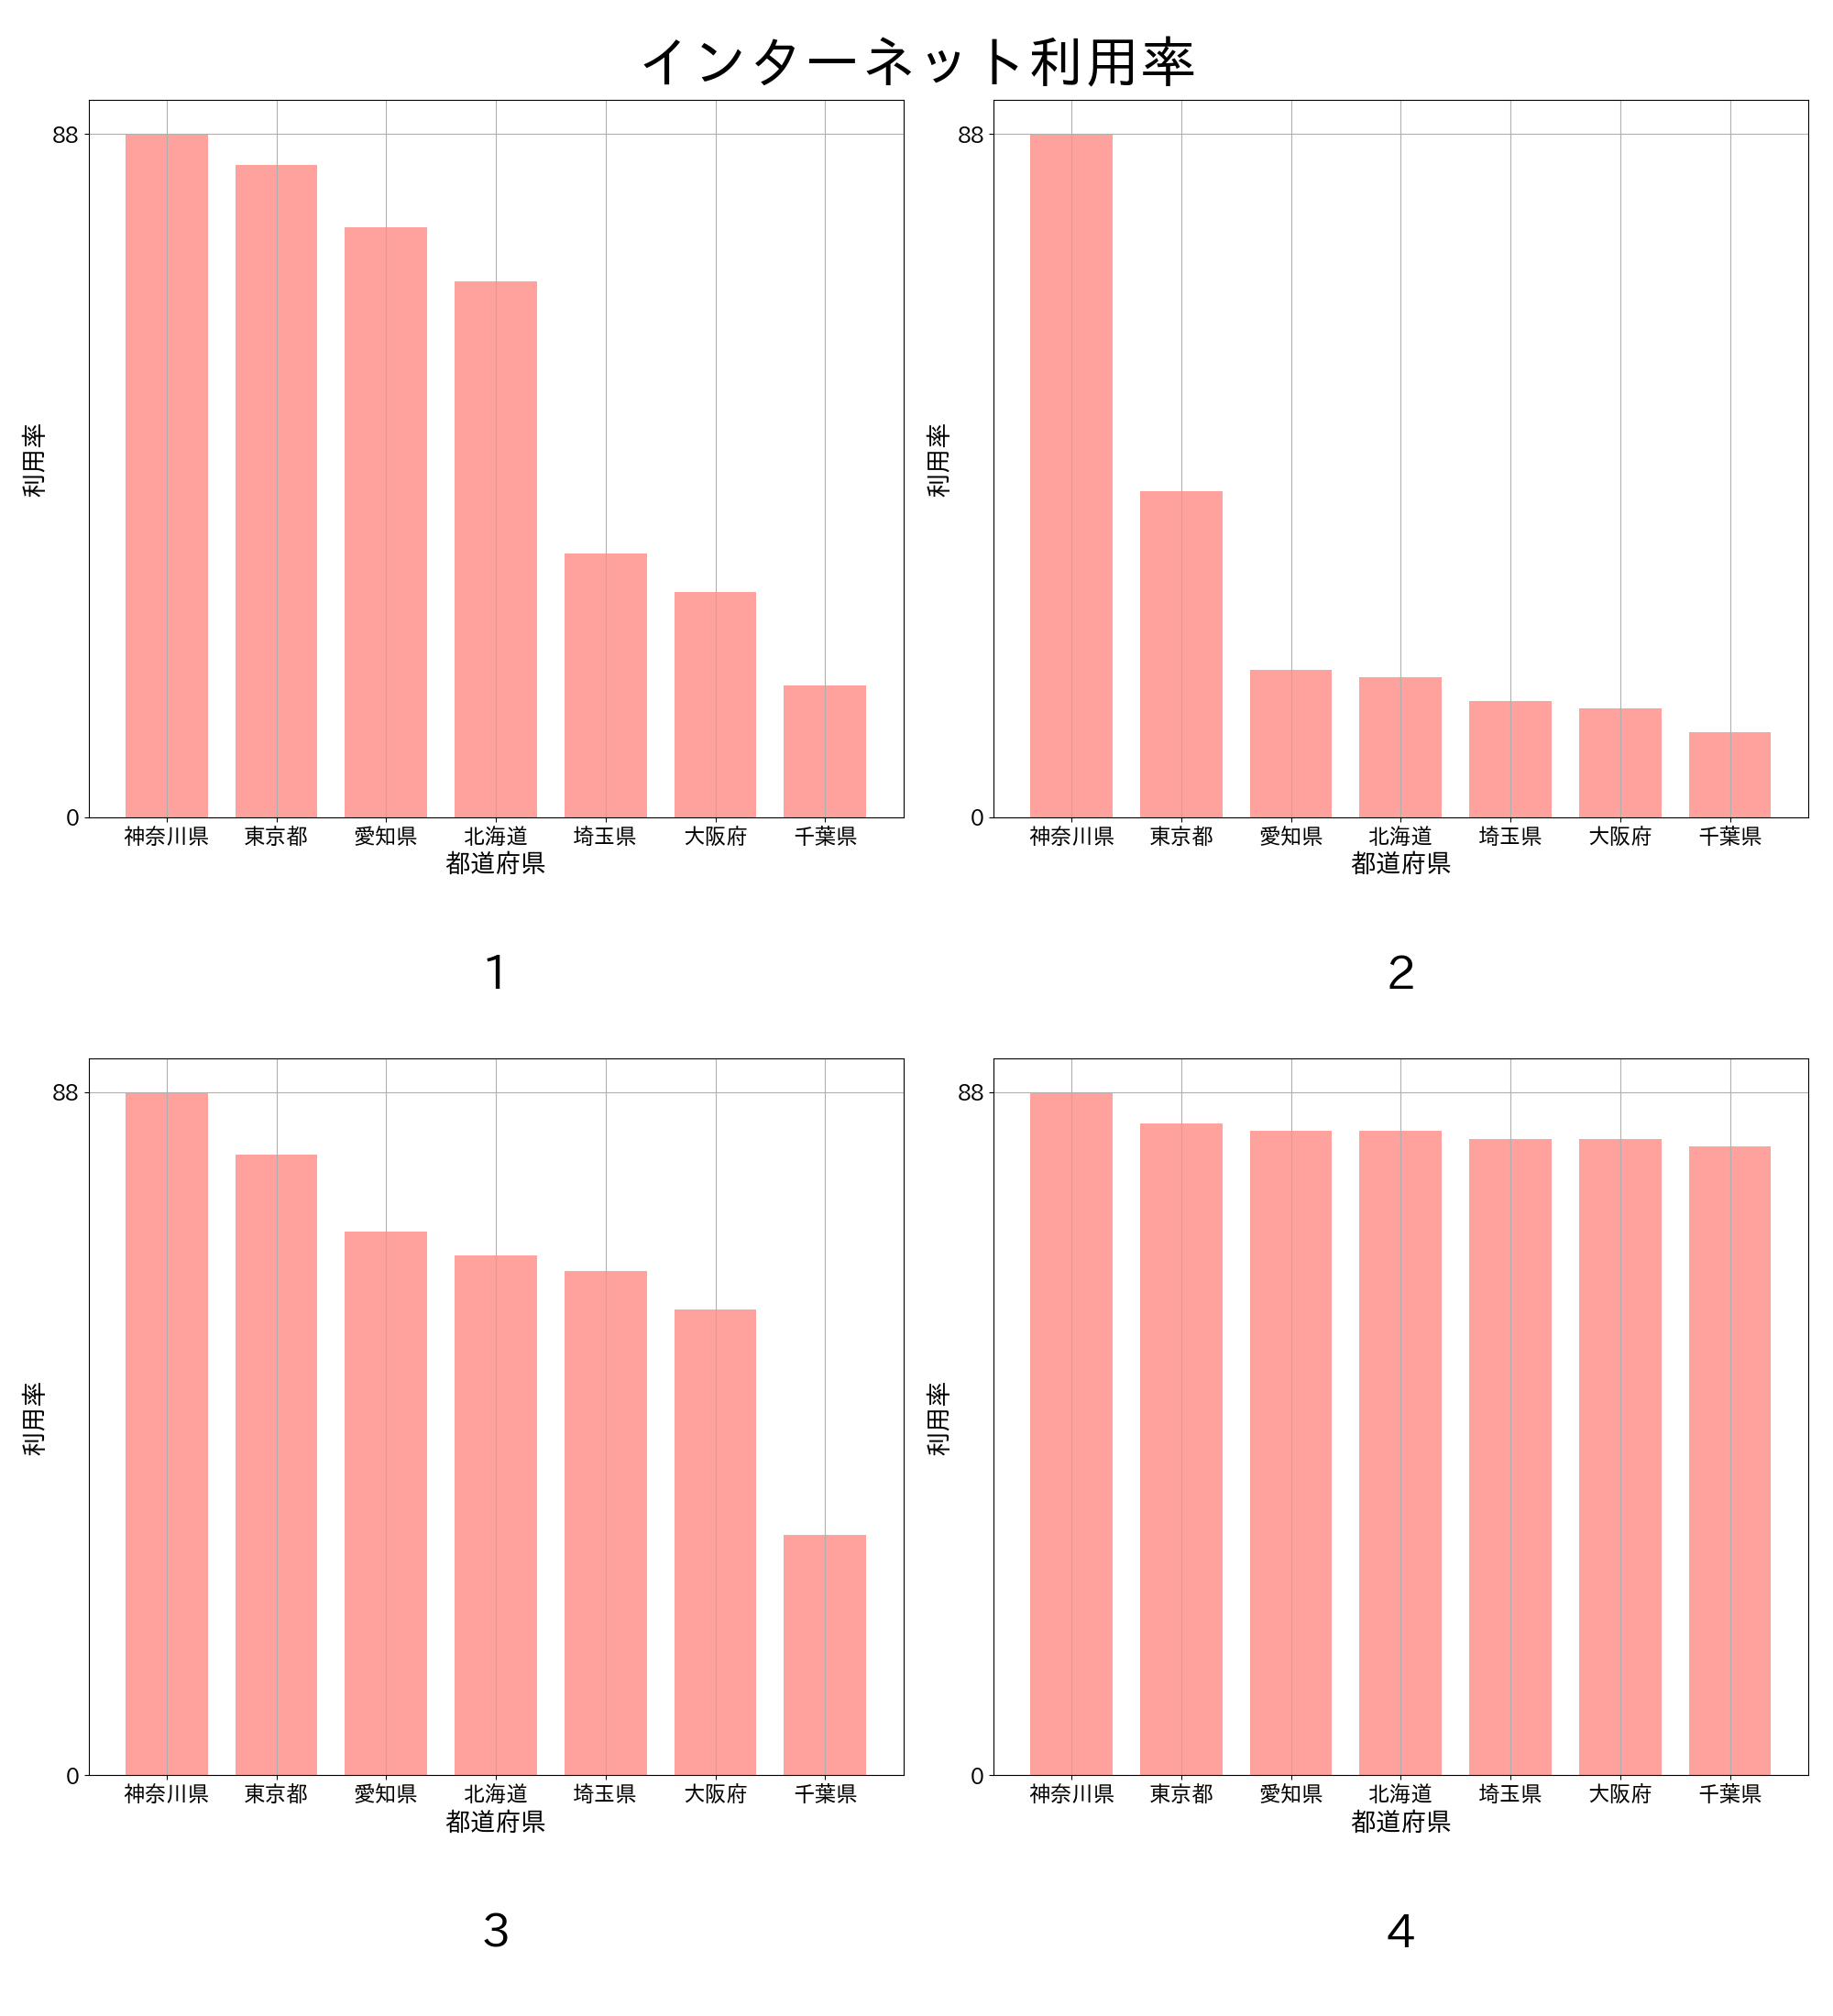 インターネット利用率
88
利用率
0
神奈川県 東京都 愛知県 北海道 埼玉県 大阪府 千葉県
都道府県
1
88
利用率
0
神奈川県 東京都 愛知県 北海道 埼玉県 大阪府 千葉県
都道府県
2
88
利用率
0
神奈川県 東京都 愛知県 北海道 埼玉県 大阪府 千葉県
都道府県
3
88
利用率
0
神奈川県 東京都 愛知県 北海道 埼玉県 大阪府 千葉県
都道府県
4